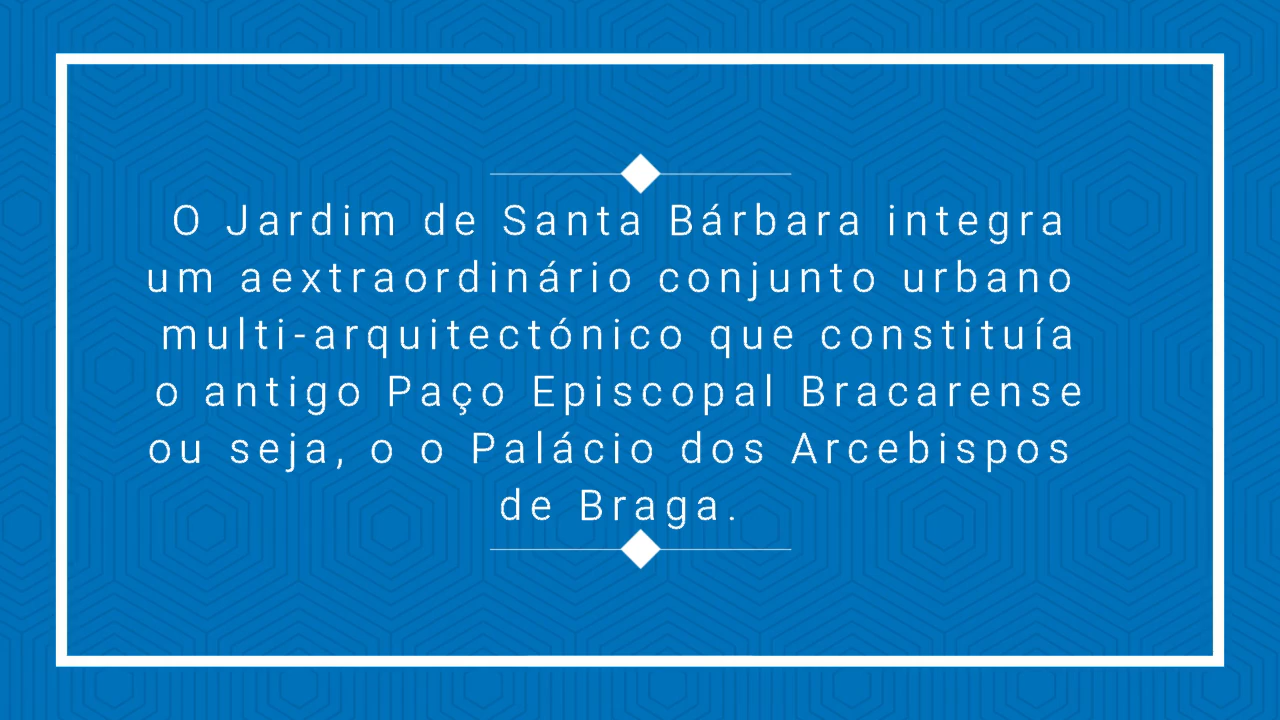 O Jardim de Santa Bárbara integra
um aextraordinário conjunto urbano
multi-arquitectónico que constituía
o antigo Paço Episcopal Bracarense
ou seja, o o Palácio dos Arcebispos
de Braga.